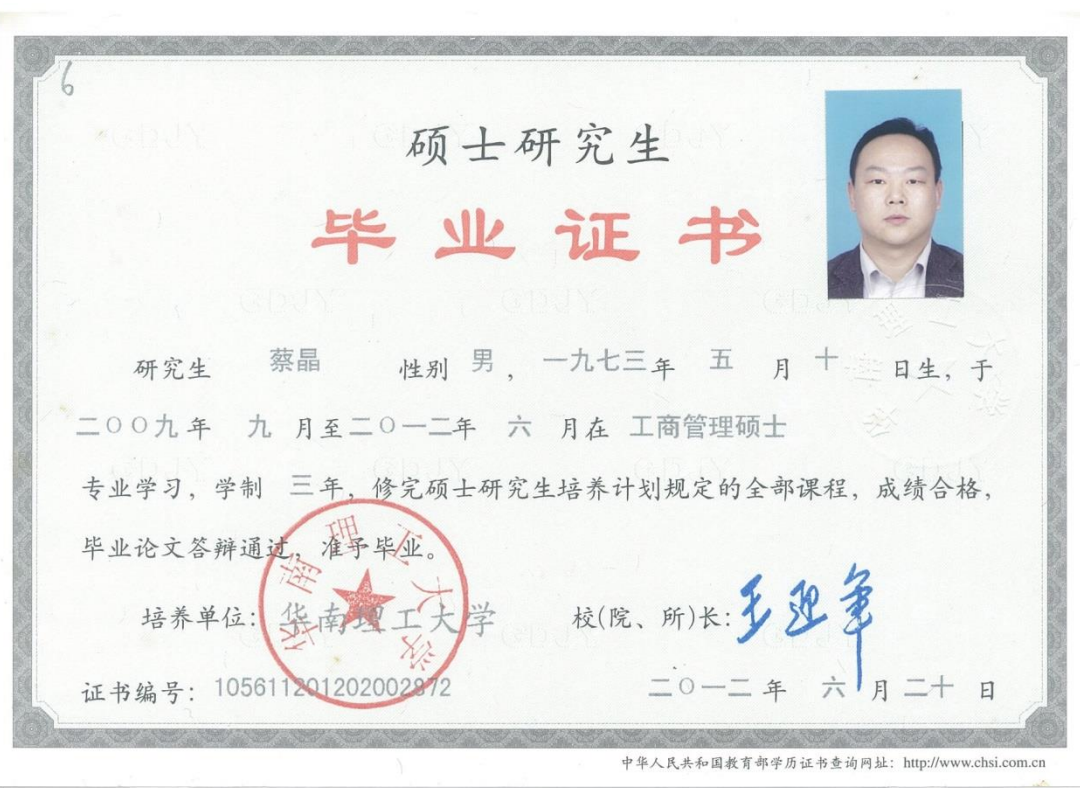 6
硕士研究生
毕业证书
研究生 蔡晶 性别 男，一九七三年 五 月 十 日生，于
二〇〇九年 九 月至二〇一二年 六 月在 工商管理硕士
专业学习，学制 三年，修完硕士研究生培养计划规定的全部课程，成绩合格，
毕业论文答辩通过，准予毕业。
培养单位：华南理工大学 校(院、所)长：王迎军
华南理工大学
证书编号：105611201202002872 二〇一二年 六 月 二十 日
中华人民共和国教育部学历证书查询网址：http://www.chsi.com.cn